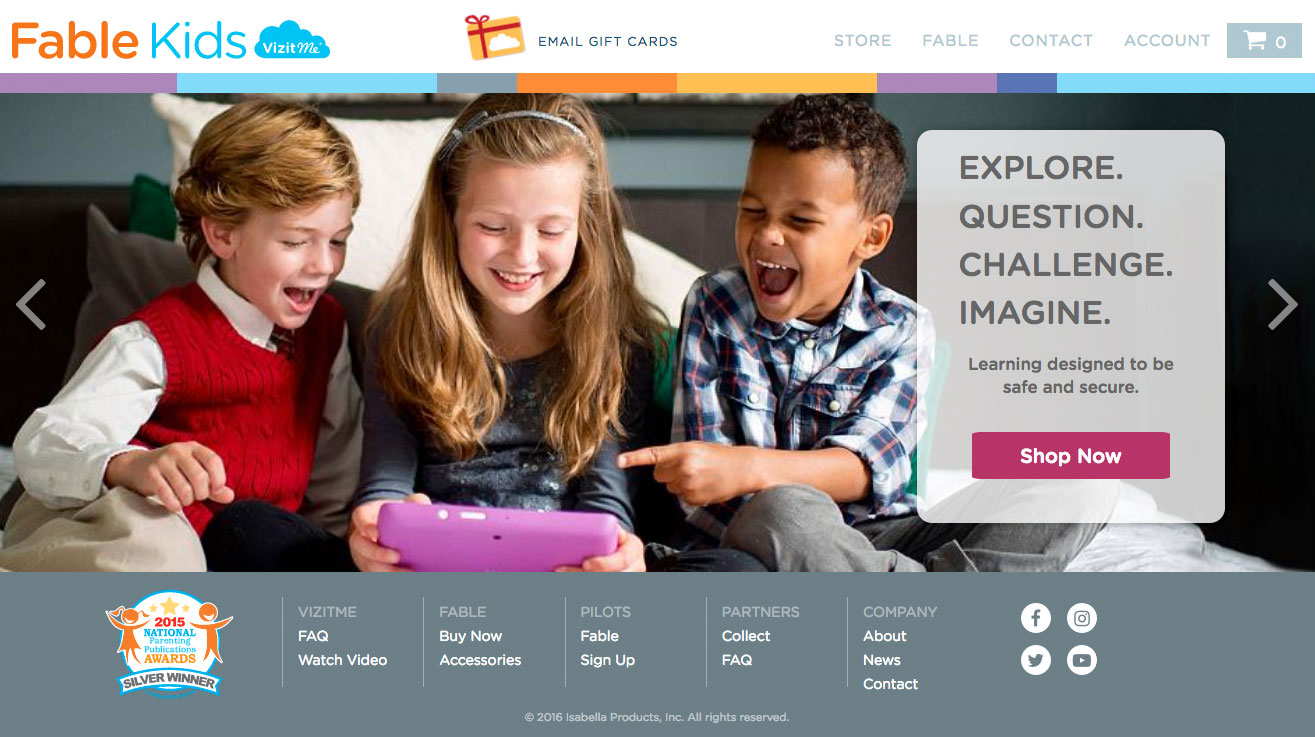 Fable Kids VizitMe
EMAIL GIFT CARDS
STORE FABLE CONTACT ACCOUNT 0
EXPLORE.
QUESTION.
CHALLENGE.
IMAGINE.
Learning designed to be
safe and secure.
Shop Now
2015
NATIONAL
Parenting
Publications
AWARDS
SILVER WINNER
VIZITME
FAQ
Watch Video
FABLE
Buy Now
Accessories
PILOTS
Fable
Sign Up
PARTNERS
Collect
FAQ
COMPANY
About
News
Contact
© 2016 Isabella Products, Inc. All rights reserved.